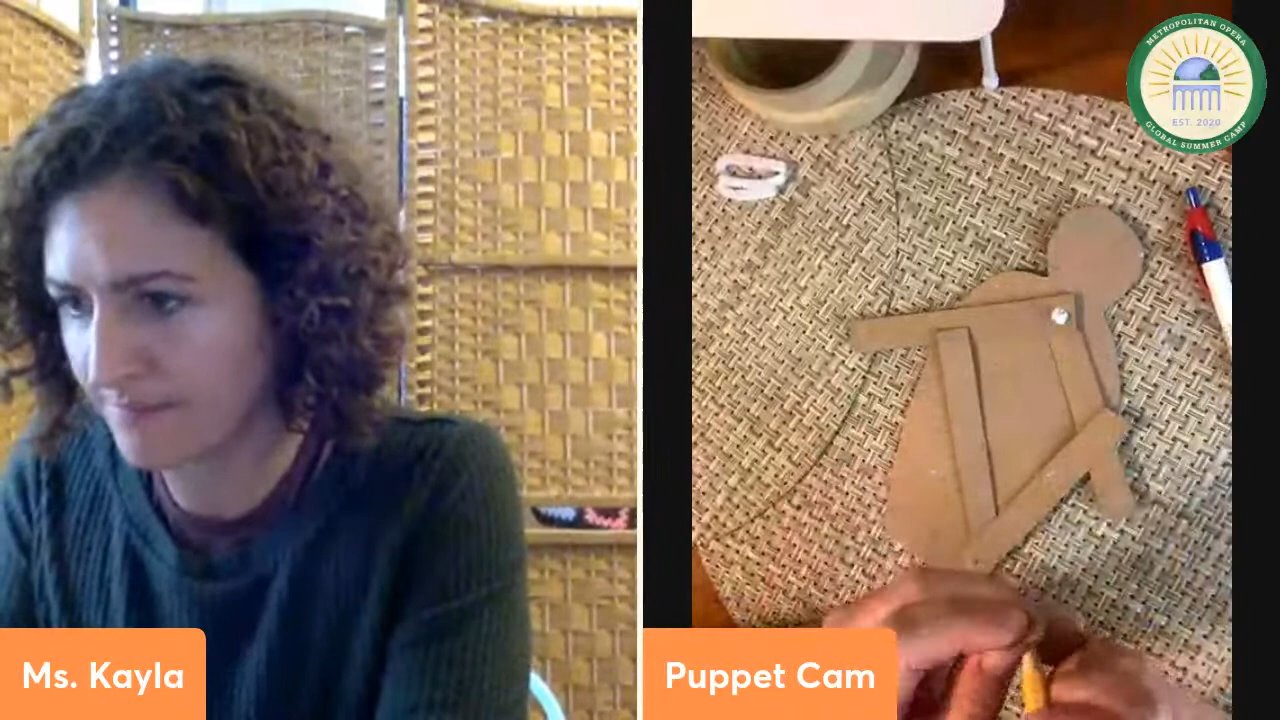 Ms. Kayla
Puppet Cam
METROPOLITAN OPERA
EST. 2020
GLOBAL SUMMER CAMP